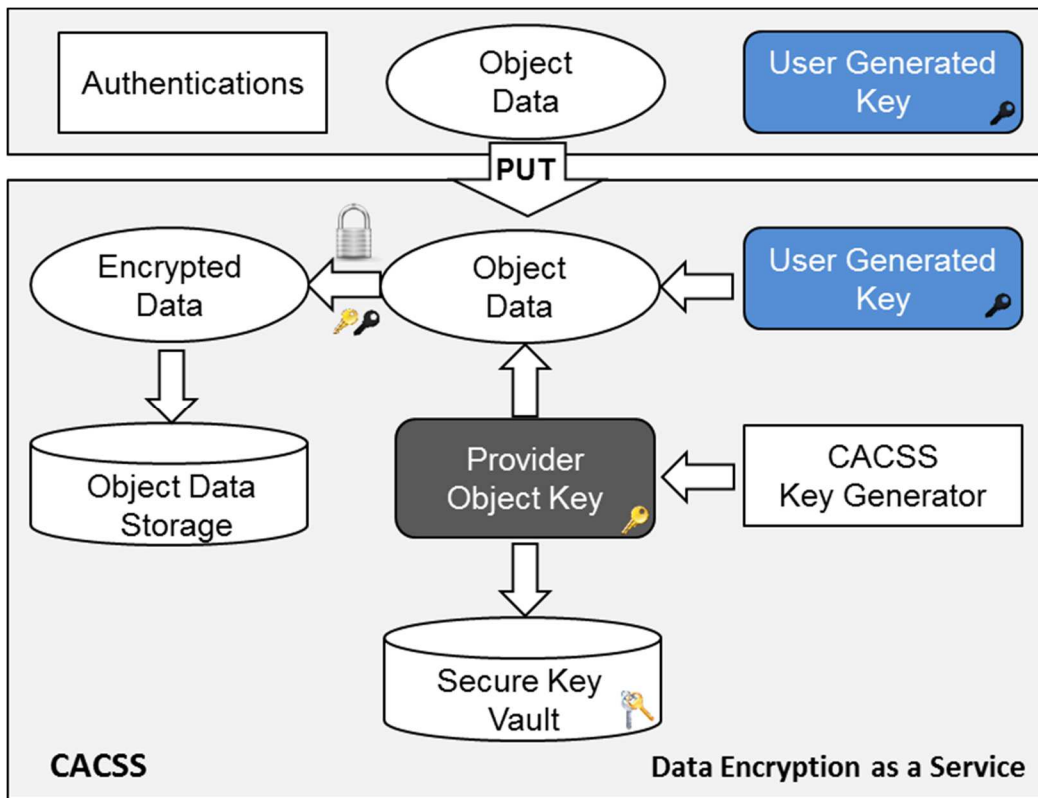 Authentications
Object
Data
User Generated
Key
PUT
Encrypted
Data
Object
Data
User Generated
Key
Object Data
Storage
Provider
Object Key
CACSS
Key Generator
Secure Key
Vault
CACSS
Data Encryption as a Service